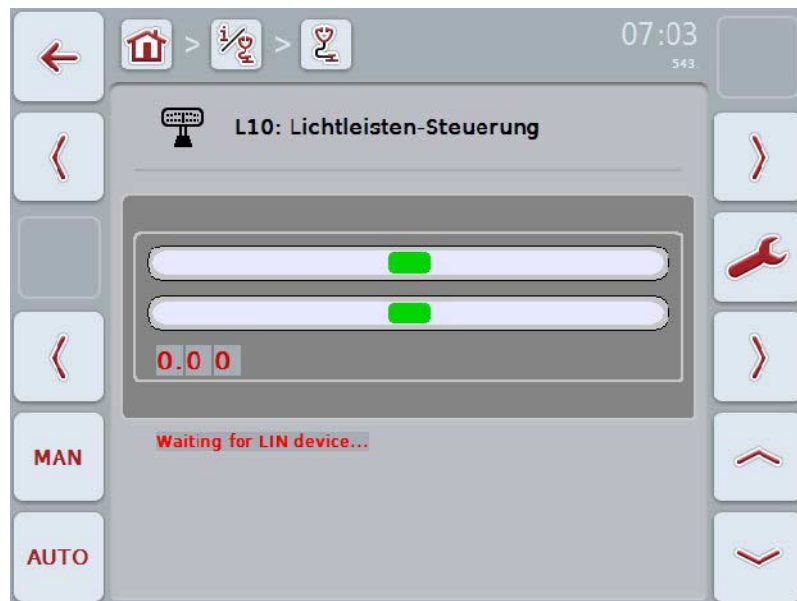 > i/ >
07:03
543.
L10: Lichtleisten-Steuerung
0.0 0
Waiting for LIN device...
MAN
AUTO